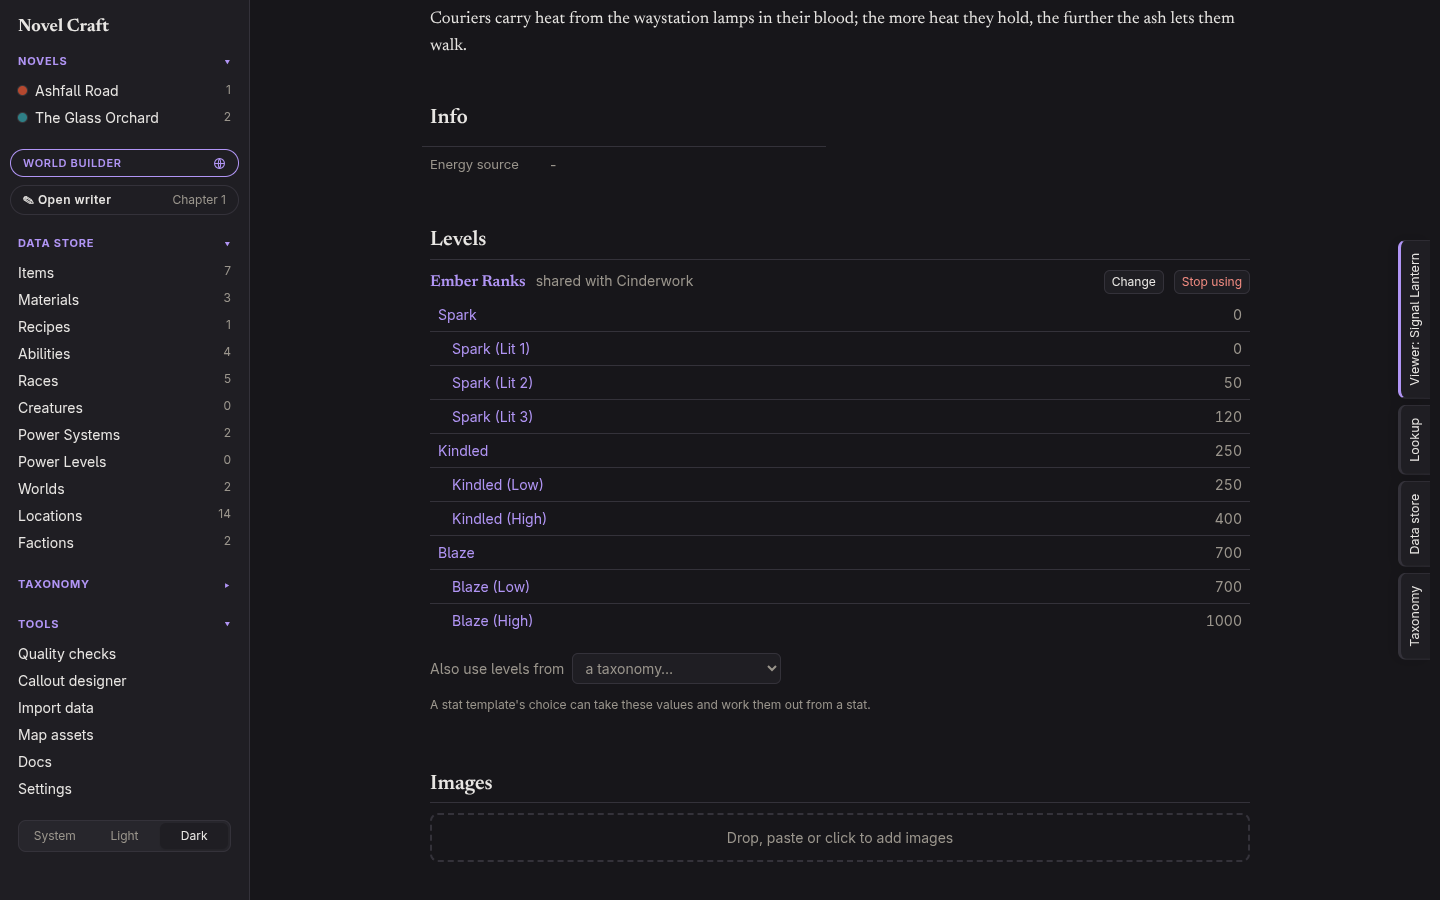 Novel Craft
NOVELS
Ashfall Road 1
The Glass Orchard 2
WORLD BUILDER
✎ Open writer Chapter 1
DATA STORE
Items 7
Materials 3
Recipes 1
Abilities 4
Races 5
Creatures 0
Power Systems 2
Power Levels 0
Worlds 2
Locations 14
Factions 2
TAXONOMY
TOOLS
Quality checks
Callout designer
Import data
Map assets
Docs
Settings
System Light Dark
Couriers carry heat from the waystation lamps in their blood; the more heat they hold, the further the ash lets them
walk.
Info
Energy source -
Levels
Ember Ranks shared with Cinderwork Change Stop using
Spark 0
Spark (Lit 1) 0
Spark (Lit 2) 50
Spark (Lit 3) 120
Kindled 250
Kindled (Low) 250
Kindled (High) 400
Blaze 700
Blaze (Low) 700
Blaze (High) 1000
Also use levels from a taxonomy...
A stat template's choice can take these values and work them out from a stat.
Images
Drop, paste or click to add images
Viewer: Signal Lantern
Lookup
Data store
Taxonomy